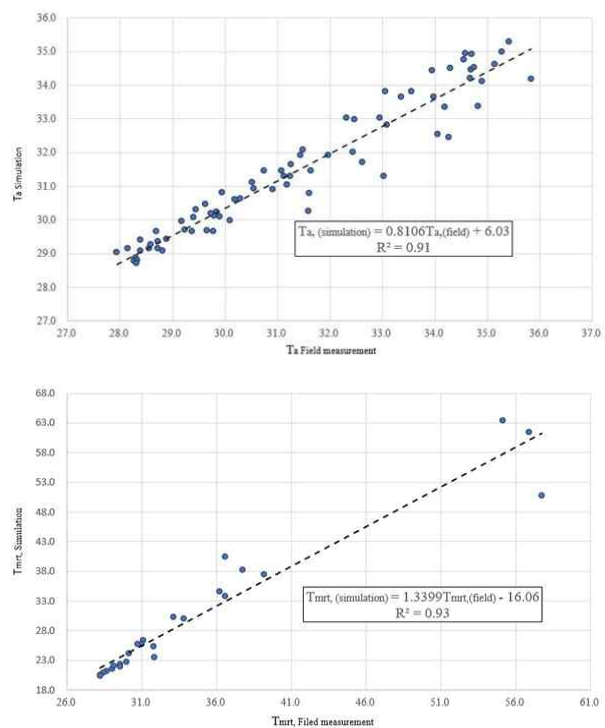 36.0
35.0
34.0
33.0
32.0
31.0
30.0
29.0
28.0
27.0
Ta Simulation
Ta, (simulation) = 0.8106Ta,(field) + 6.03
R² = 0.91
27.0 28.0 29.0 30.0 31.0 32.0 33.0 34.0 35.0 36.0 37.0
Ta Field measurement
68.0
63.0
58.0
53.0
48.0
43.0
38.0
33.0
28.0
23.0
18.0
Tmrt, Simulation
Tmrt, (simulation) = 1.3399Tmrt,(field) - 16.06
R² = 0.93
26.0 31.0 36.0 41.0 46.0 51.0 56.0 61.0
Tmrt, Filed measurement